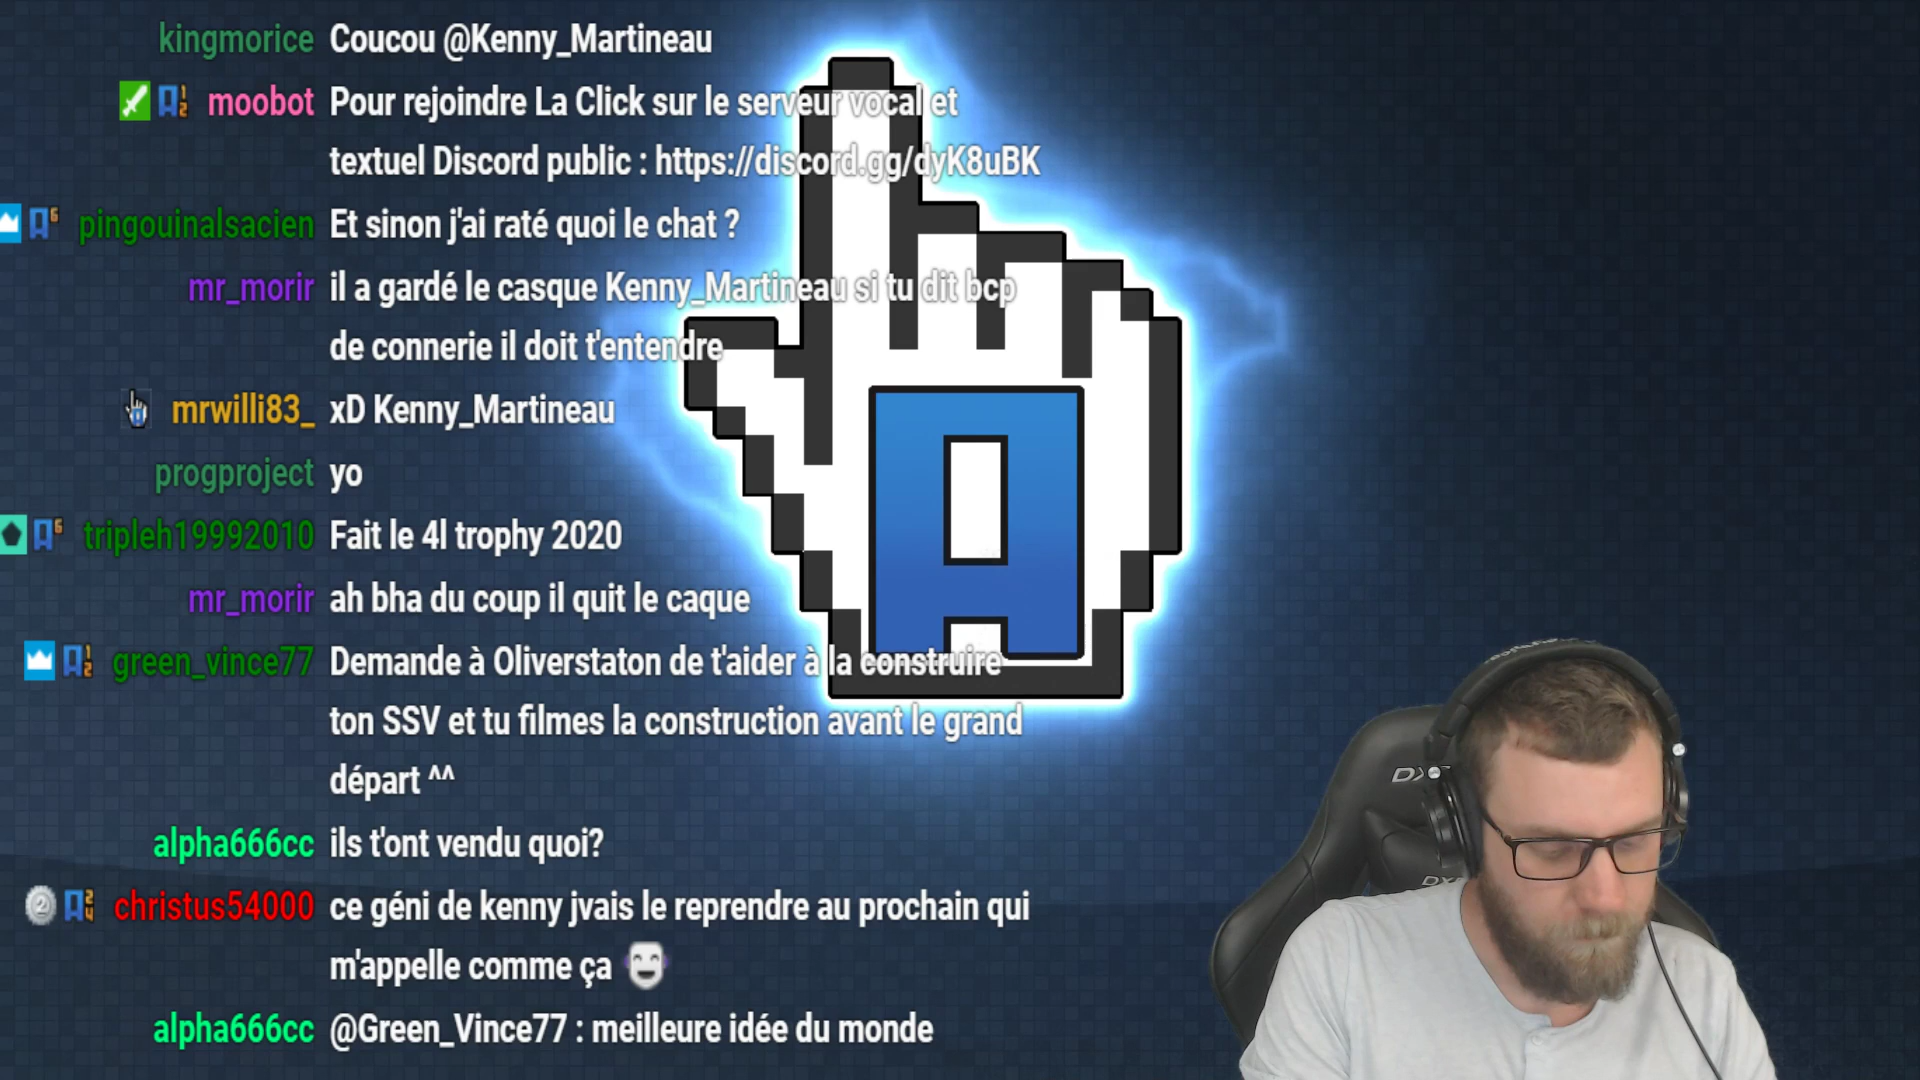 kingmorice Coucou @Kenny_Martineau
moobot Pour rejoindre La Click sur le serveur vocal et
textuel Discord public : https://discord.gg/dyK8uBK
pingouinalsacien Et sinon j'ai raté quoi le chat ?
mr_morir il a gardé le casque Kenny_Martineau si tu dit bcp
de connerie il doit t'entendre
mrwilli83_ xD Kenny_Martineau
progproject yo
tripleh19992010 Fait le 4l trophy 2020
mr_morir ah bha du coup il quit le caque
green_vince77 Demande à Oliverstaton de t'aider à la construire
ton SSV et tu filmes la construction avant le grand
départ ^^
alpha666cc ils t'ont vendu quoi?
christus54000 ce géni de kenny jvais le reprendre au prochain qui
m'appelle comme ça
alpha666cc @Green_Vince77 : meilleure idée du monde
A